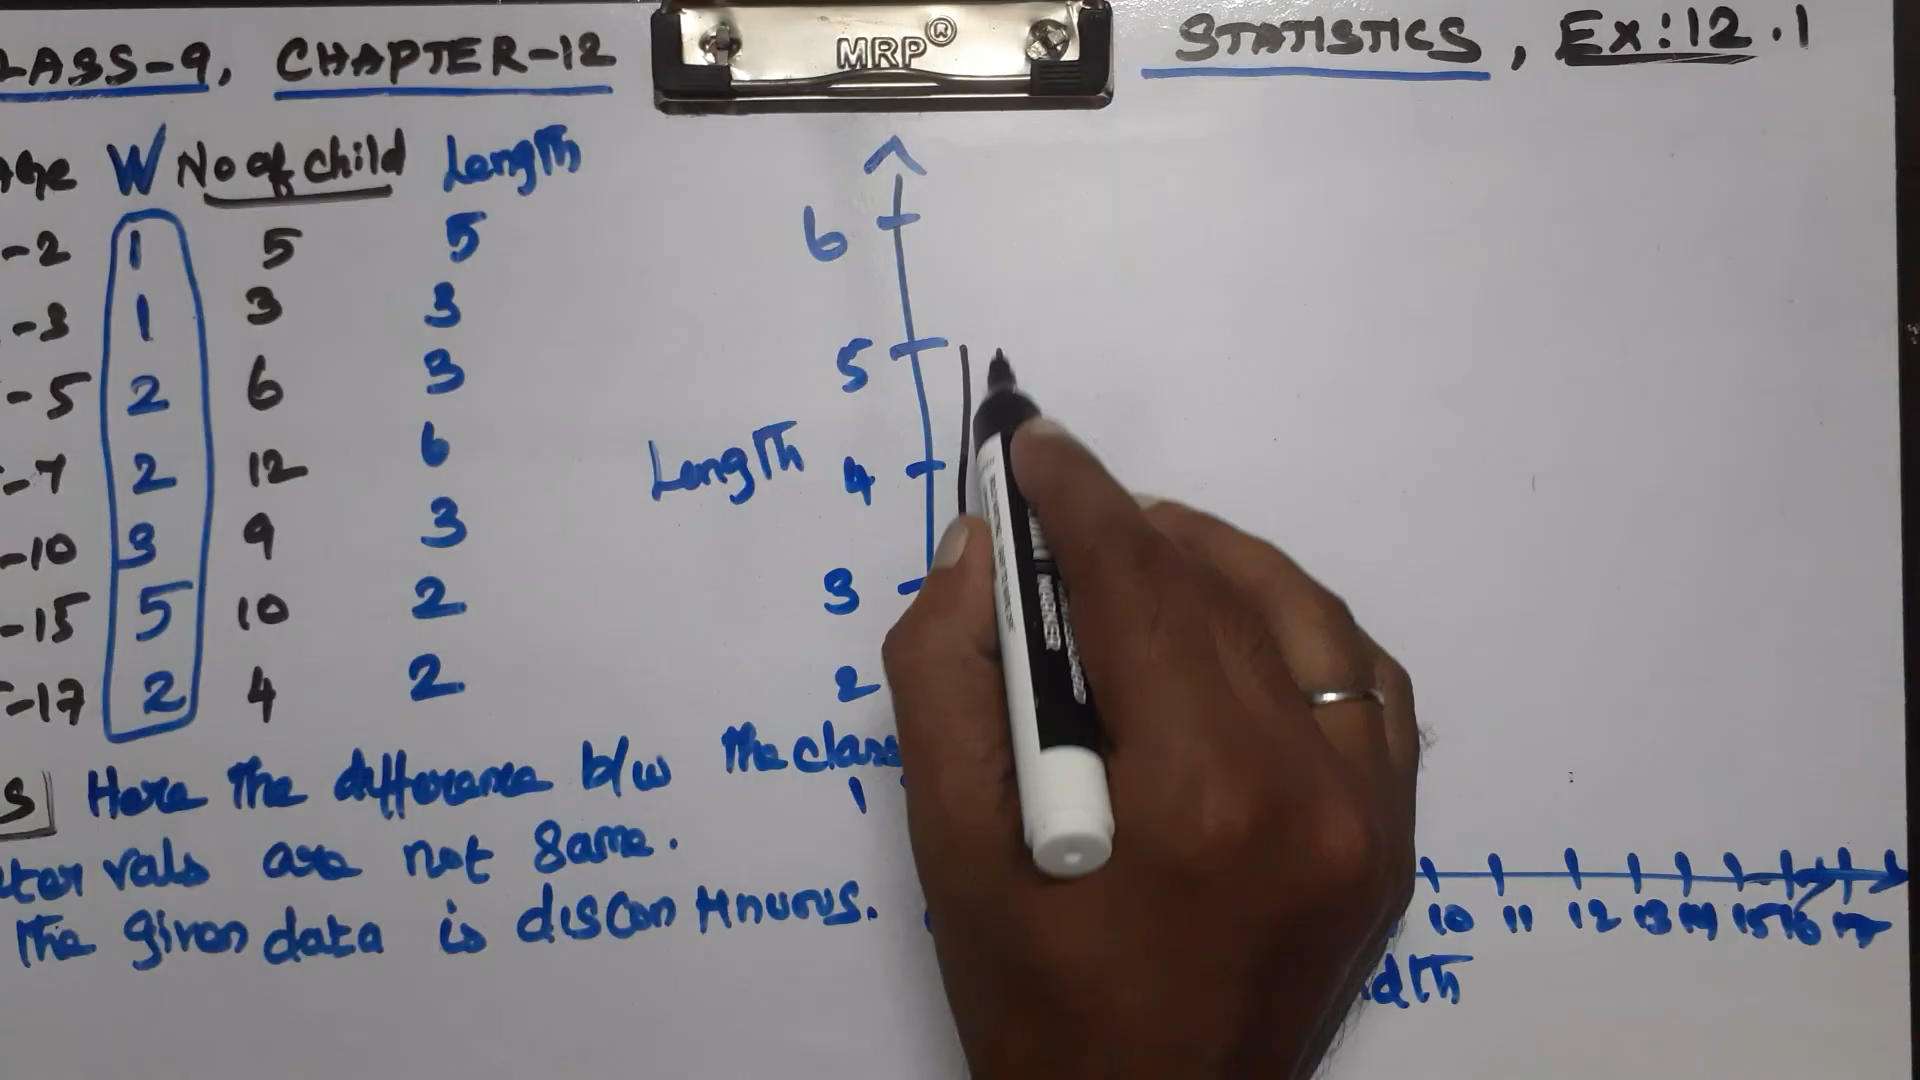 LASS-9, CHAPTER-12
MRP®
STATISTICS, Ex:12.1
Age W No of child Length
-2 1 5 5
-3 1 3 3
-5 2 6 3
-7 2 12 6
-10 3 9 3
-15 5 10 2
-17 2 4 2
S Here the difference b/w the class
vals are not same.
The given data is discontinuous.
6
5
Length 4
3
2
1
10 11 12 13 14 15 16 17
dth